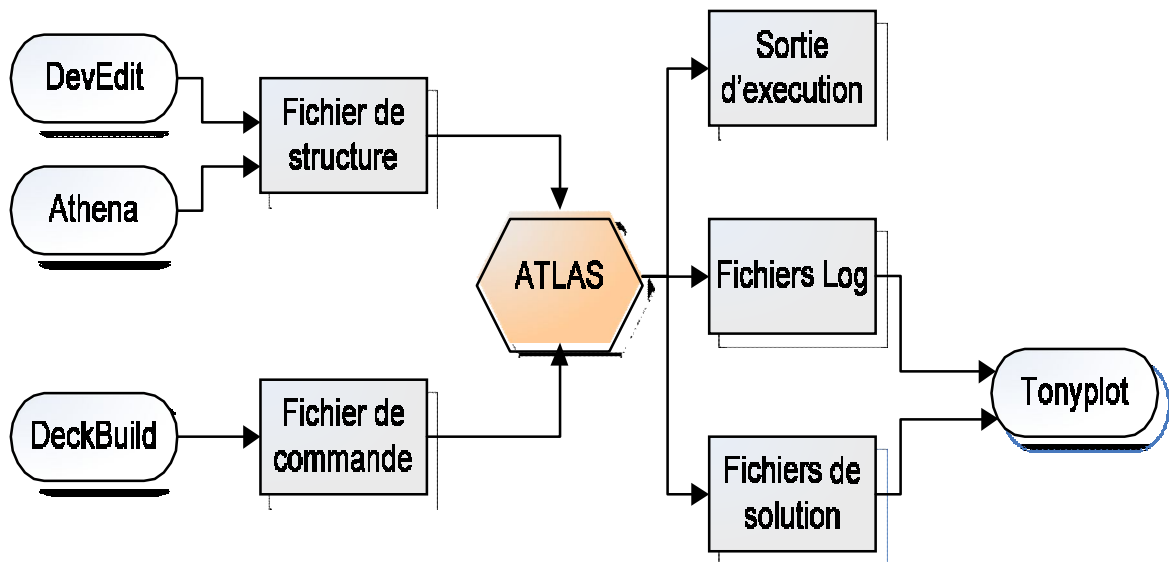 DevEdit
Athena
Fichier de
structure
DeckBuild
Fichier de
commande
ATLAS
Sortie
d'execution
Fichiers Log
Fichiers de
solution
Tonyplot